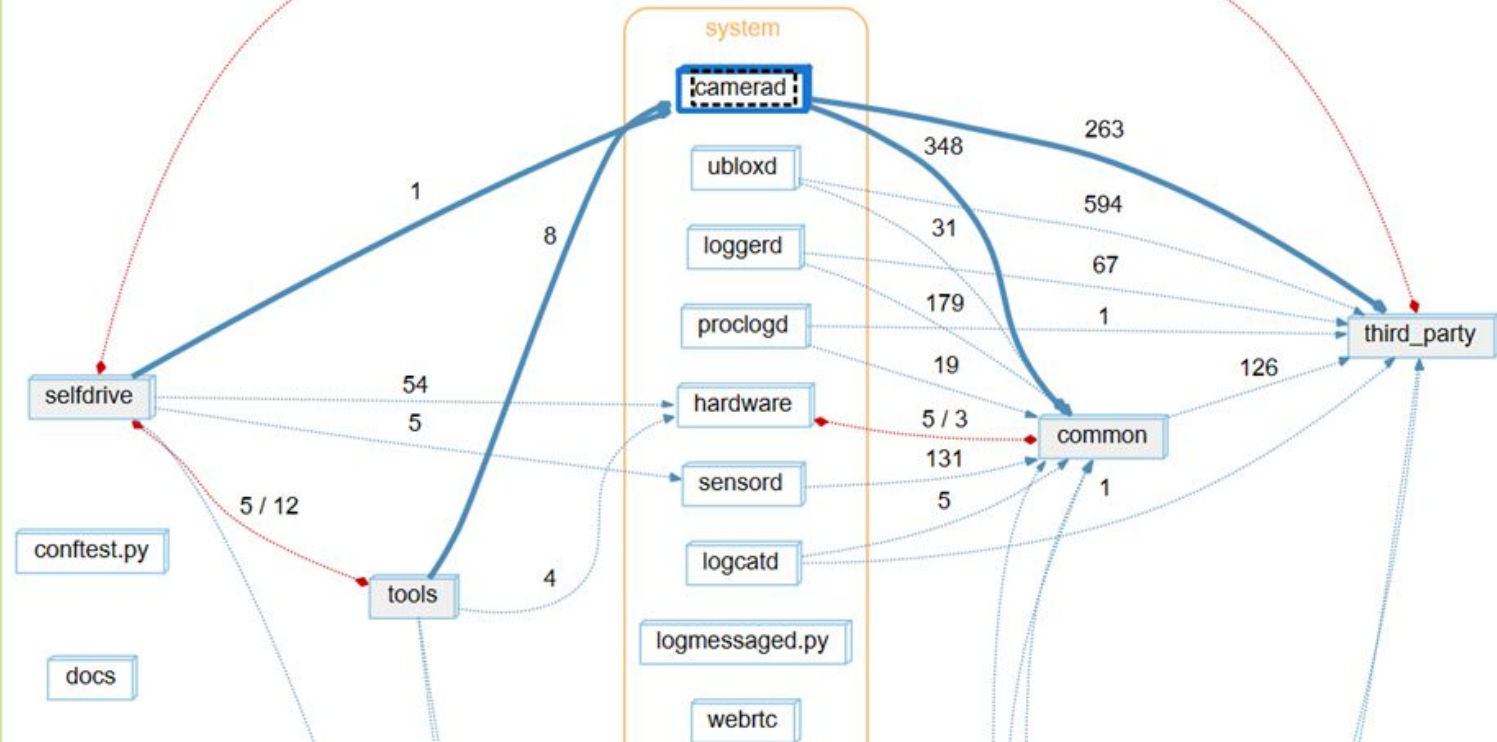 system
camerad
263
348
ubloxd
1
594
31
8
loggerd
67
179
proclogd
1
third_party
19
126
selfdrive
54
hardware
5
5 / 3
common
131
sensord
1
5
5 / 12
conftest.py
logcatd
4
tools
logmessaged.py
docs
webrtc